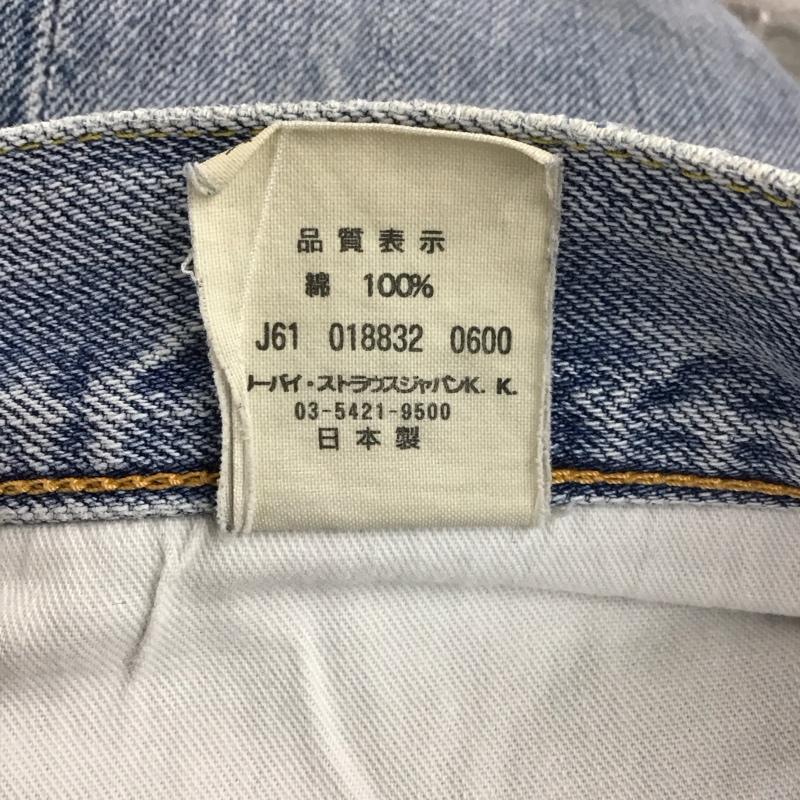 品質表示
綿 100%
J61 018832 0600
リーバイ・ストラウスジャパンK. K.
03-5421-9500
日本製